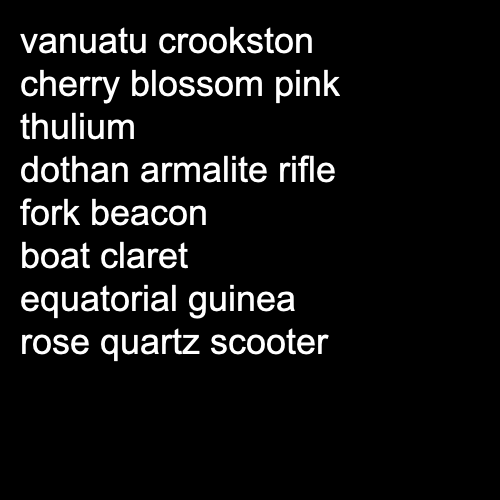 vanuatu crookston
cherry blossom pink
thulium
dothan armalite rifle
fork beacon
boat claret
equatorial guinea
rose quartz scooter